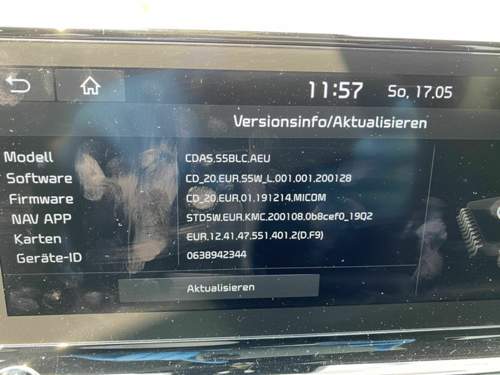 11:57 So, 17.05
Versionsinfo/Aktualisieren
Modell CDAS.S5BLC.AEU
Software CD_20.EUR.S5W_L.001.001.200128
Firmware CD_20.EUR.01.191214.MICOM
NAV APP STD5W.EUR.KMC.200108.0b8cef0_19Q2
Karten EUR.12.41.47.551.401.2(D.F9)
Geräte-ID 0638942344
Aktualisieren